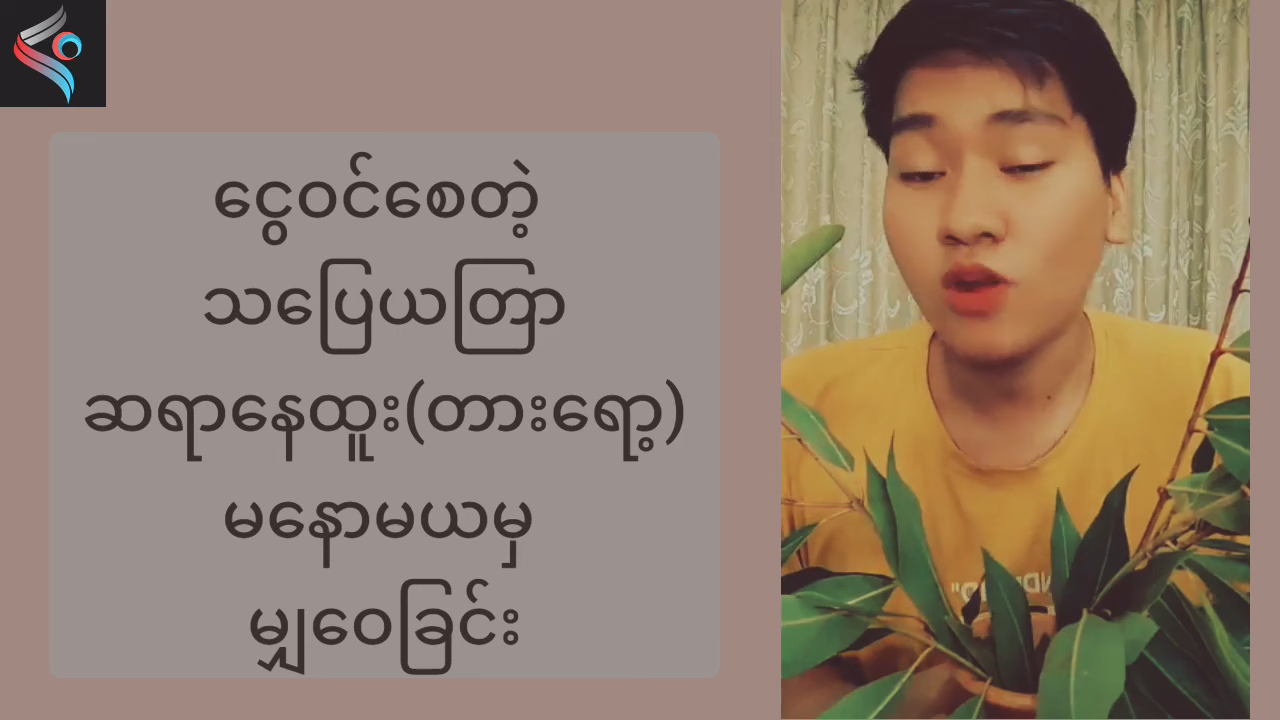 ငွေဝင်စေတဲ့
သပြေယတြာ
ဆရာနေထူး(တားရော့)
မနောမယမှ
မျှဝေခြင်း